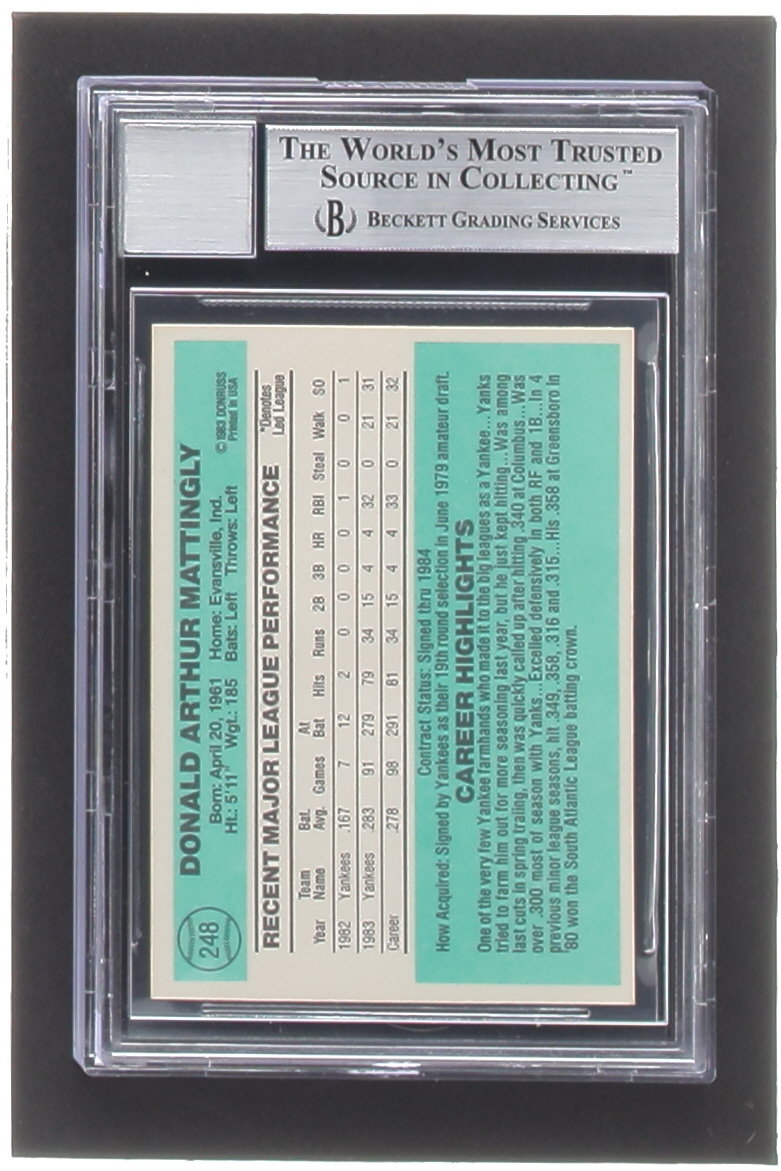 THE WORLD'S MOST TRUSTED
SOURCE IN COLLECTING™
B BECKETT GRADING SERVICES
248
DONALD ARTHUR MATTINGLY
Born: April 20, 1961 Home: Evansville, Ind.
Ht.: 5'11" Wgt.: 185 Bats: Left Throws: Left
© 1983 DONRUSS
Printed in USA
RECENT MAJOR LEAGUE PERFORMANCE
*Denotes
Led League
Team Bat. At
Year Name Avg. Games Bat Hits Runs 2B 3B HR RBI Steal Walk SO
1982 Yankees .167 7 12 2 0 0 0 0 1 0 0 1
1983 Yankees .283 91 279 79 34 15 4 4 32 0 21 31
Career .278 98 291 81 34 15 4 4 33 0 21 32
Contract Status: Signed thru 1984
How Acquired: Signed by Yankees as their 19th round selection in June 1979 amateur draft.
CAREER HIGHLIGHTS
One of the very few Yankee farmhands who made it to the big leagues as a Yankee...Yanks
tried to farm him out for more seasoning last year, but he just kept hitting...Was among
last cuts in spring traiing, then was quickly called up after hitting .340 at Columbus...Was
over .300 most of season with Yanks...Excelled defensively in both RF and 1B...In 4
previous minor league seasons, hit .349, .358, .316 and .315...His .358 at Greensboro in
'80 won the South Atlantic League batting crown.